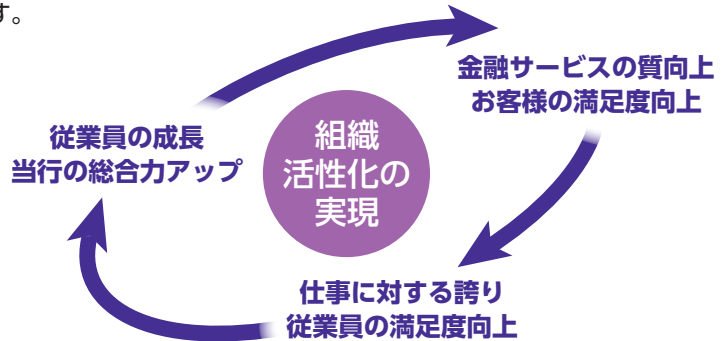 す。
金融サービスの質向上
お客様の満足度向上
従業員の成長
当行の総合力アップ
組織
活性化の
実現
仕事に対する誇り
従業員の満足度向上